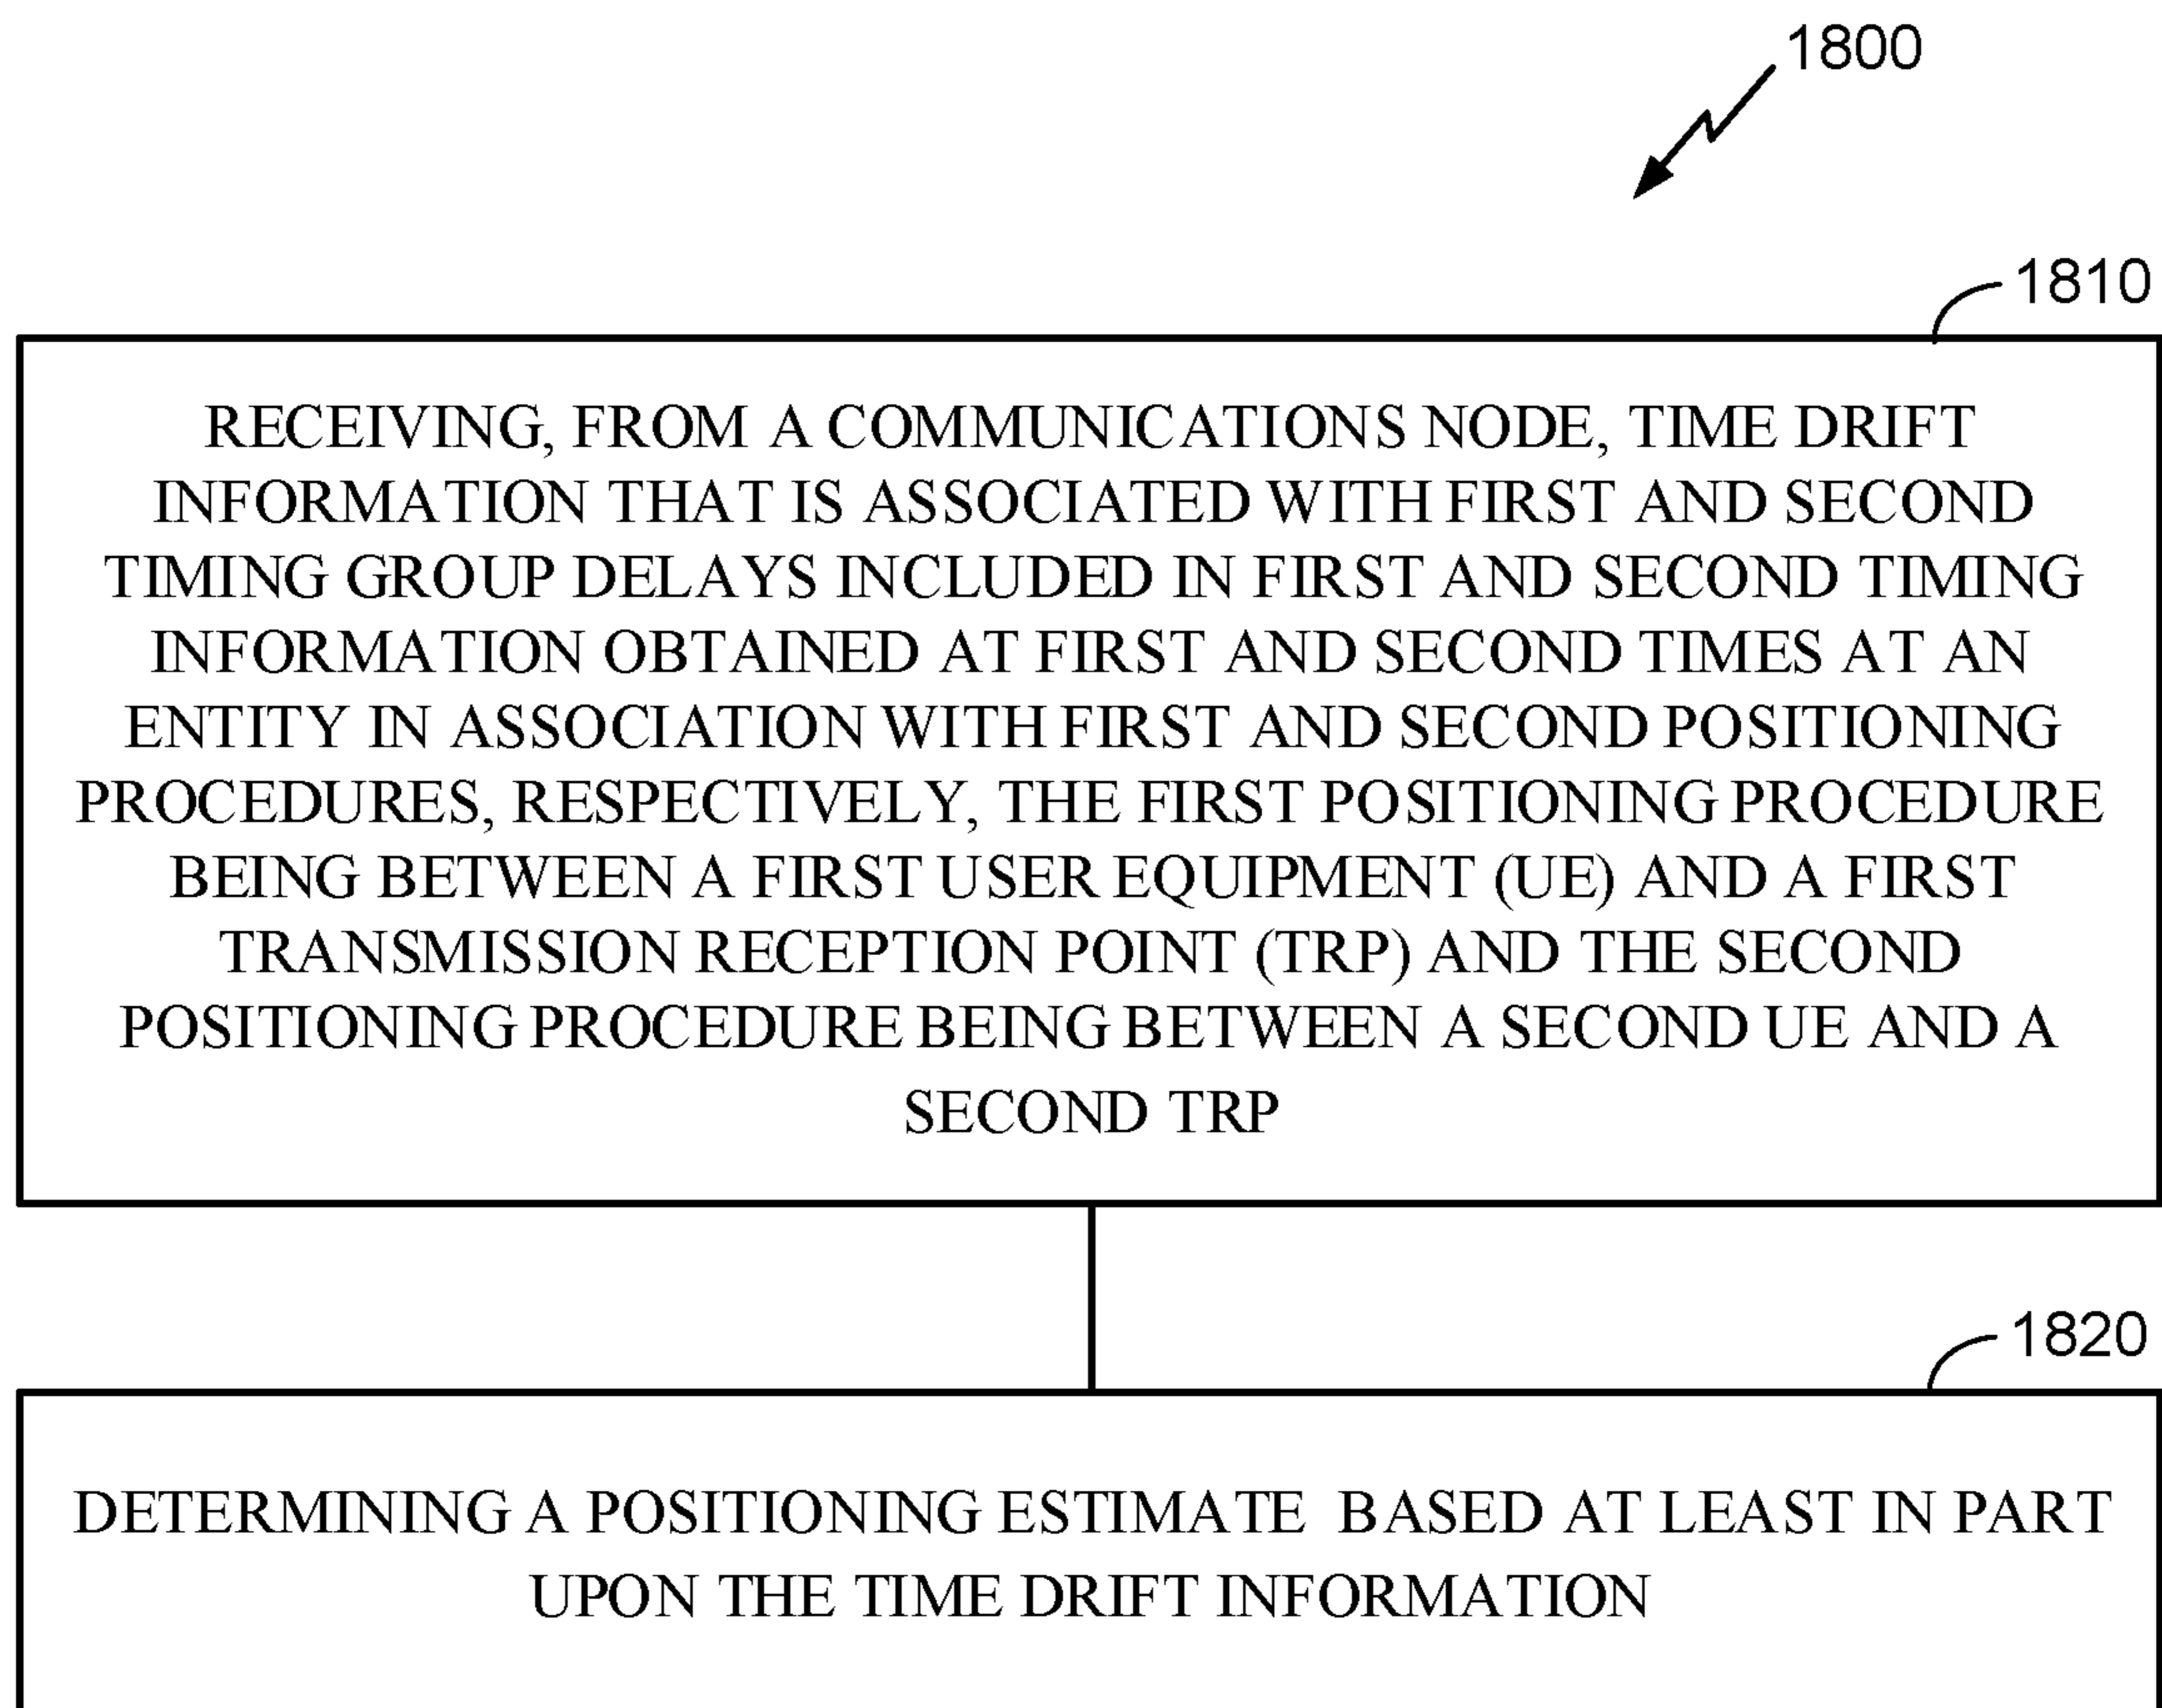 1800
1810
RECEIVING, FROM A COMMUNICATIONS NODE, TIME DRIFT
INFORMATION THAT IS ASSOCIATED WITH FIRST AND SECOND
TIMING GROUP DELAYS INCLUDED IN FIRST AND SECOND TIMING
INFORMATION OBTAINED AT FIRST AND SECOND TIMES AT AN
ENTITY IN ASSOCIATION WITH FIRST AND SECOND POSITIONING
PROCEDURES, RESPECTIVELY, THE FIRST POSITIONING PROCEDURE
BEING BETWEEN A FIRST USER EQUIPMENT (UE) AND A FIRST
TRANSMISSION RECEPTION POINT (TRP) AND THE SECOND
POSITIONING PROCEDURE BEING BETWEEN A SECOND UE AND A
SECOND TRP
1820
DETERMINING A POSITIONING ESTIMATE BASED AT LEAST IN PART
UPON THE TIME DRIFT INFORMATION